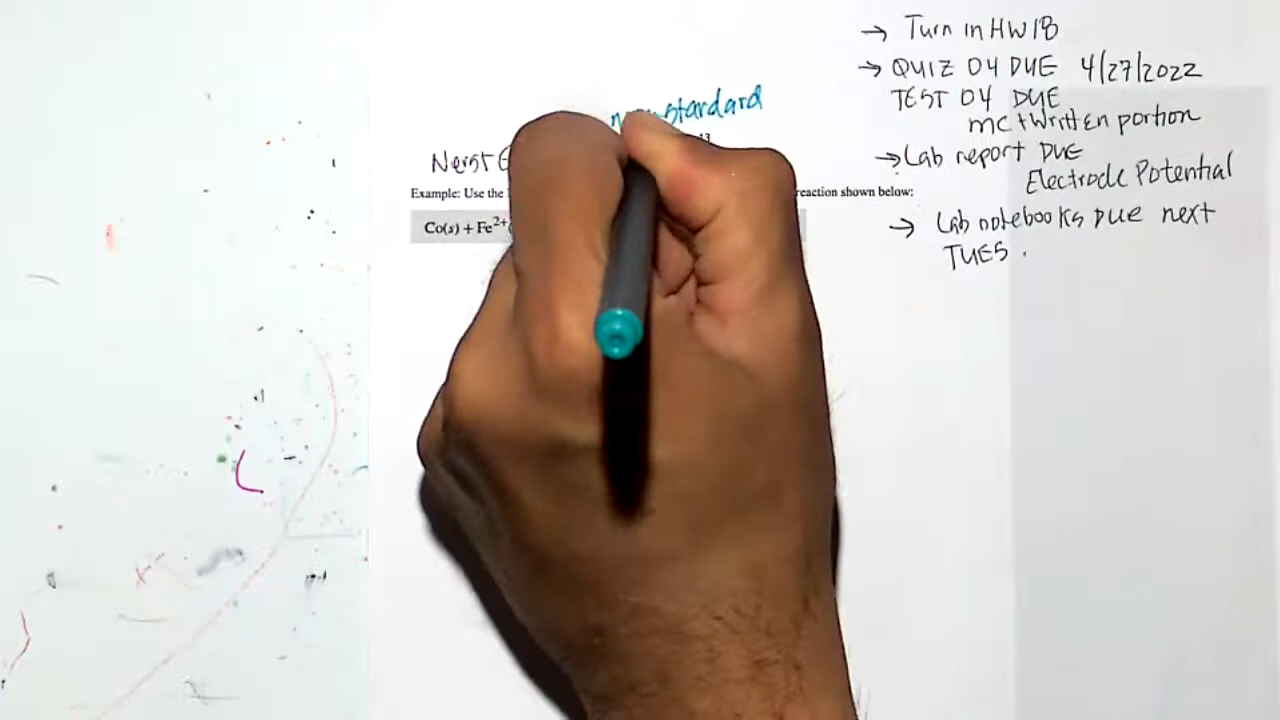 → Turn in HW18
→ QUIZ 04 DUE 4/27/2022
TEST 04 DUE
mc + written portion
→ Lab report DUE
Electrode Potential
→ Lab notebooks DUE next
TUES.
standard
13
Nerst E
Example: Use the reaction shown below:
Co(s) + Fe²⁺(